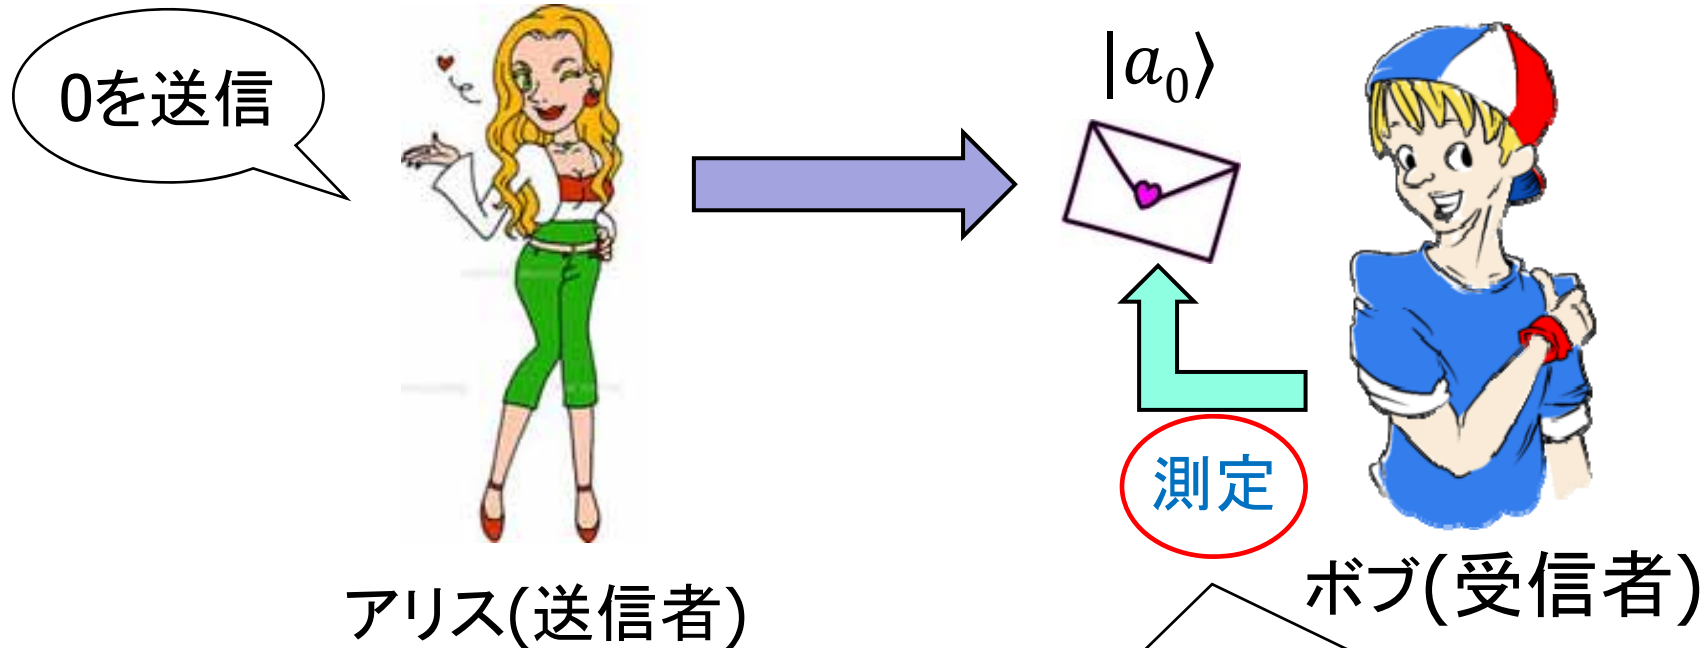 0を送信
|a₀⟩
測定
アリス(送信者)
ボブ(受信者)